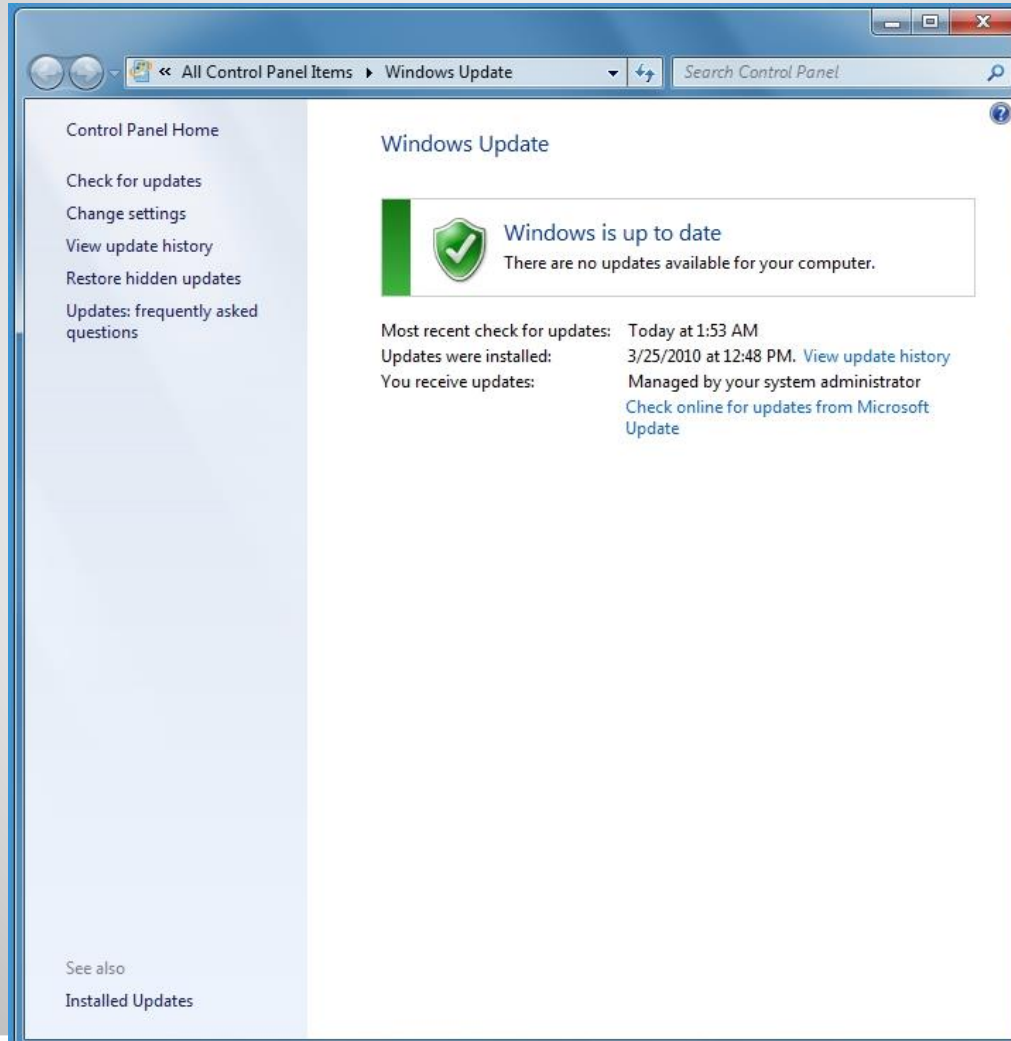 « All Control Panel Items ▸ Windows Update
Search Control Panel
Control Panel Home
Check for updates
Change settings
View update history
Restore hidden updates
Updates: frequently asked
questions
See also
Installed Updates
Windows Update
Windows is up to date
There are no updates available for your computer.
Most recent check for updates: Today at 1:53 AM
Updates were installed: 3/25/2010 at 12:48 PM. View update history
You receive updates: Managed by your system administrator
Check online for updates from Microsoft
Update